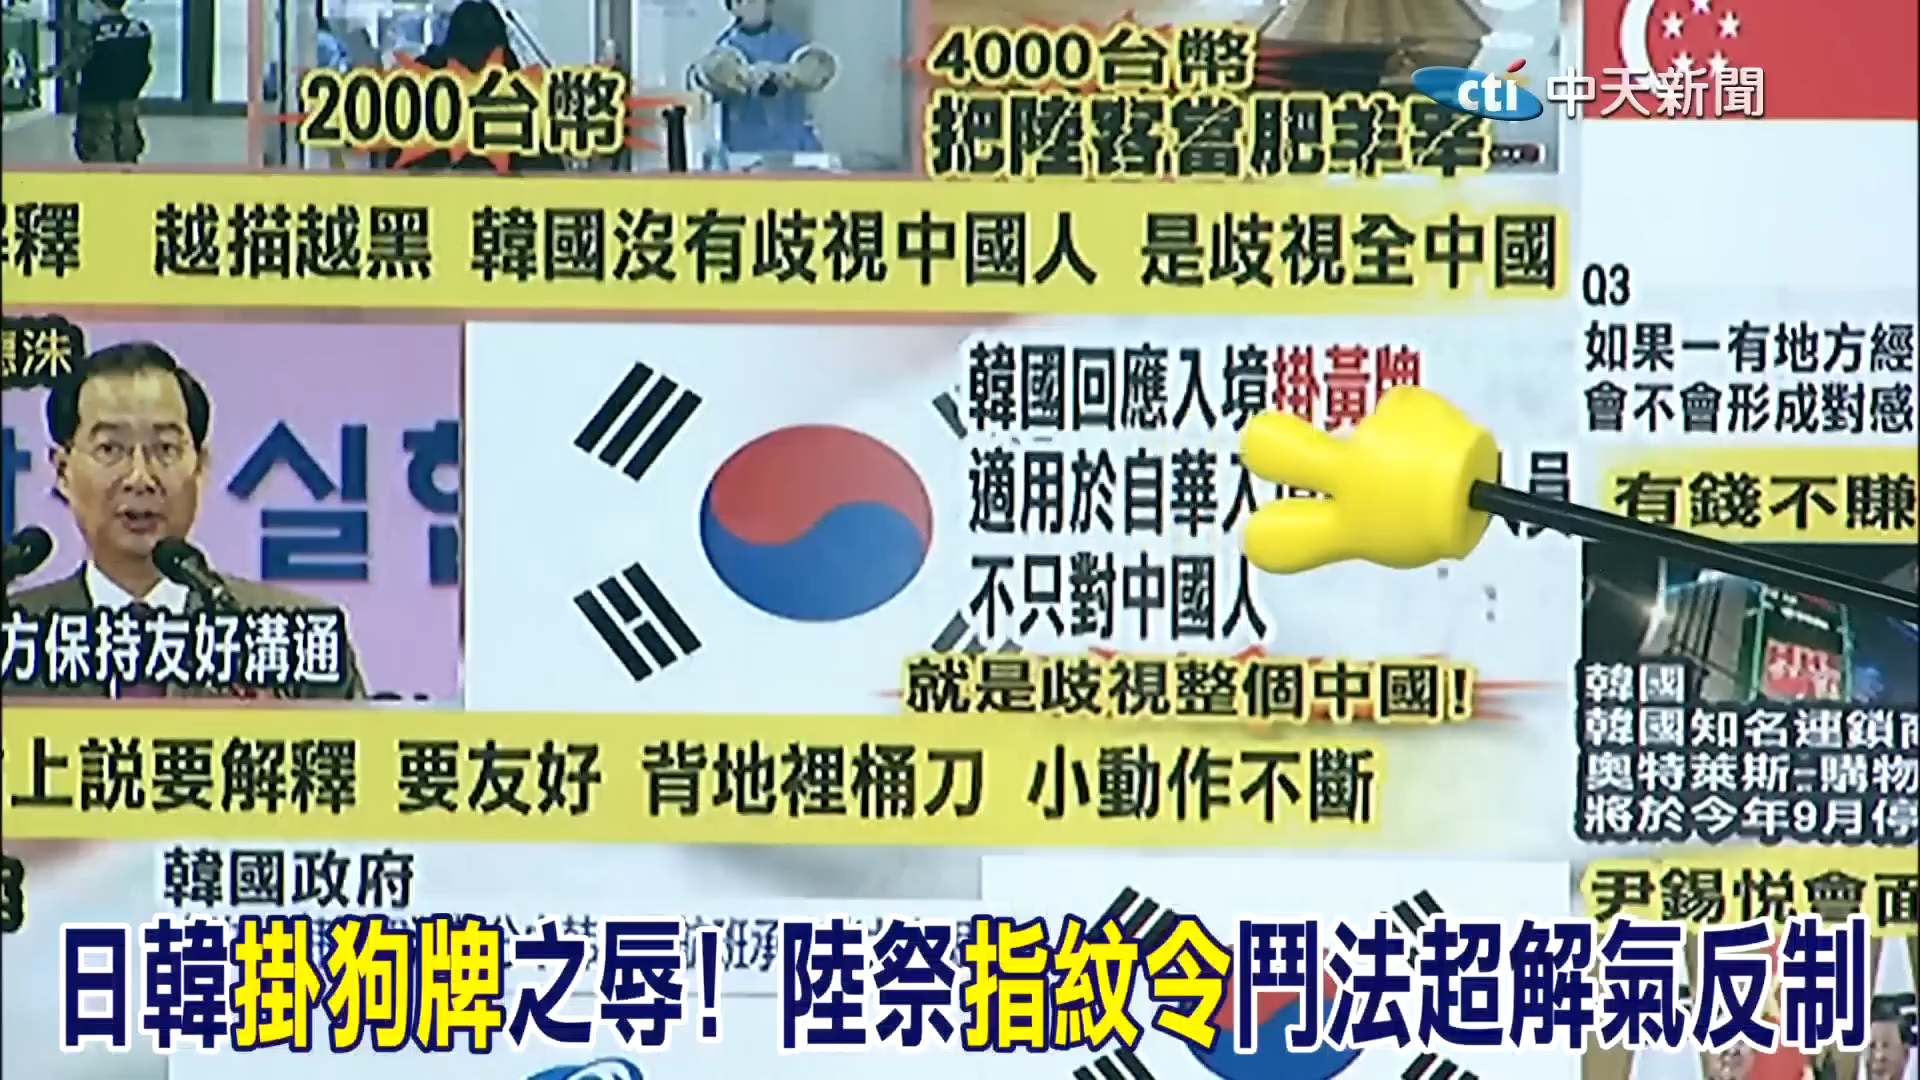 2000台幣
4000台幣
把陸客當肥羊宰
cti 中天新聞
釋 越描越黑 韓國沒有歧視中國人 是歧視全中國
Q3
如果一有地方經
會不會形成對感
洙
실
方保持友好溝通
韓國回應入境掛黃牌
適用於自華入
員
不只對中國人
就是歧視整個中國!
有錢不賺
韓國
韓國知名連鎖
奧特萊斯
購物
將於今年9月停
上説要解釋 要友好 背地裡桶刀 小動作不斷
韓國政府
尹錫悅會面
日韓掛狗牌之辱! 陸祭指紋令鬥法超解氣反制